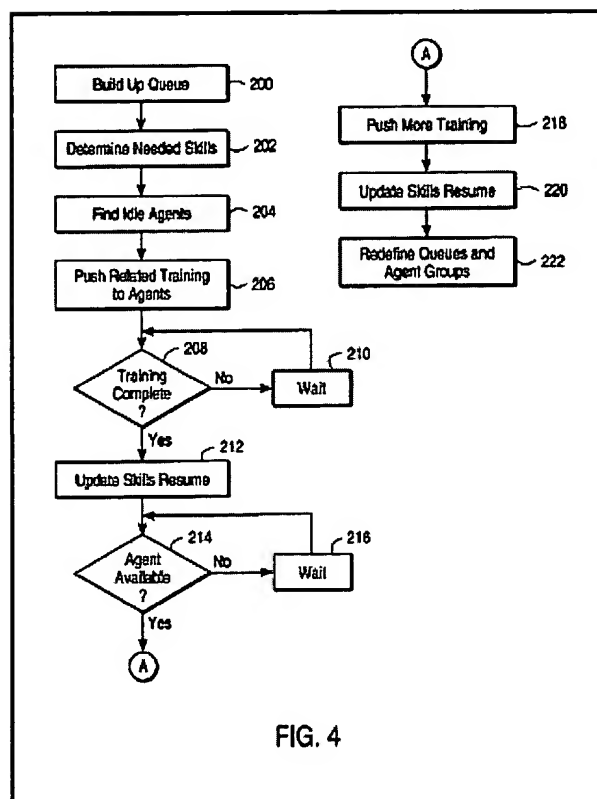 Build Up Queue
200
Determine Needed Skills
202
Find Idle Agents
204
Push Related Training
to Agents
206
208
Training
Complete
?
No
210
Wait
Yes
212
Update Skills Resume
214
Agent
Available
?
No
216
Wait
Yes
A
A
Push More Training
218
Update Skills Resume
220
Redefine Queues and
Agent Groups
222
FIG. 4